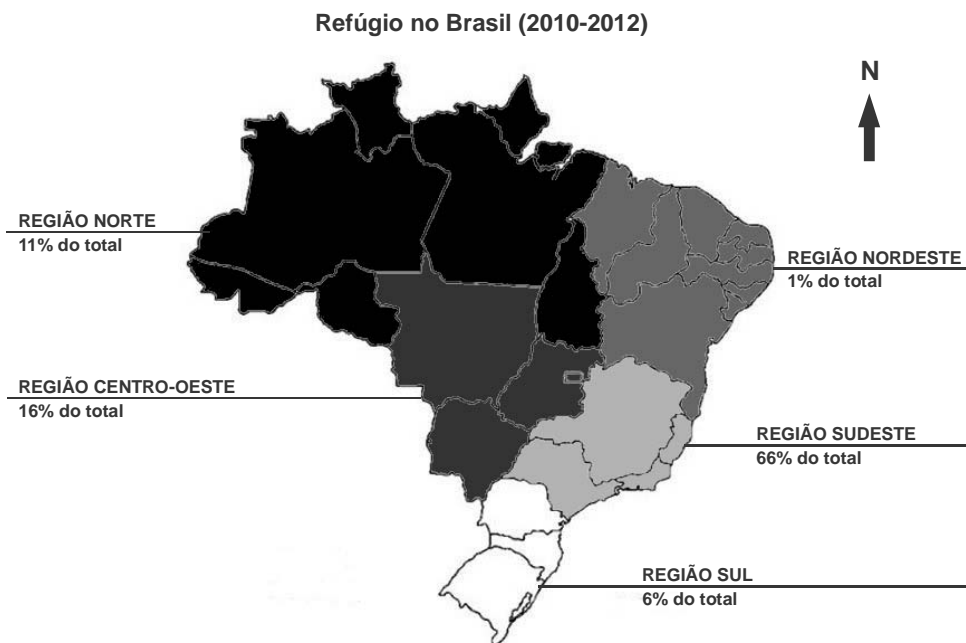 Refúgio no Brasil (2010-2012)
N
REGIÃO NORTE
11% do total
REGIÃO NORDESTE
1% do total
REGIÃO CENTRO-OESTE
16% do total
REGIÃO SUDESTE
66% do total
REGIÃO SUL
6% do total